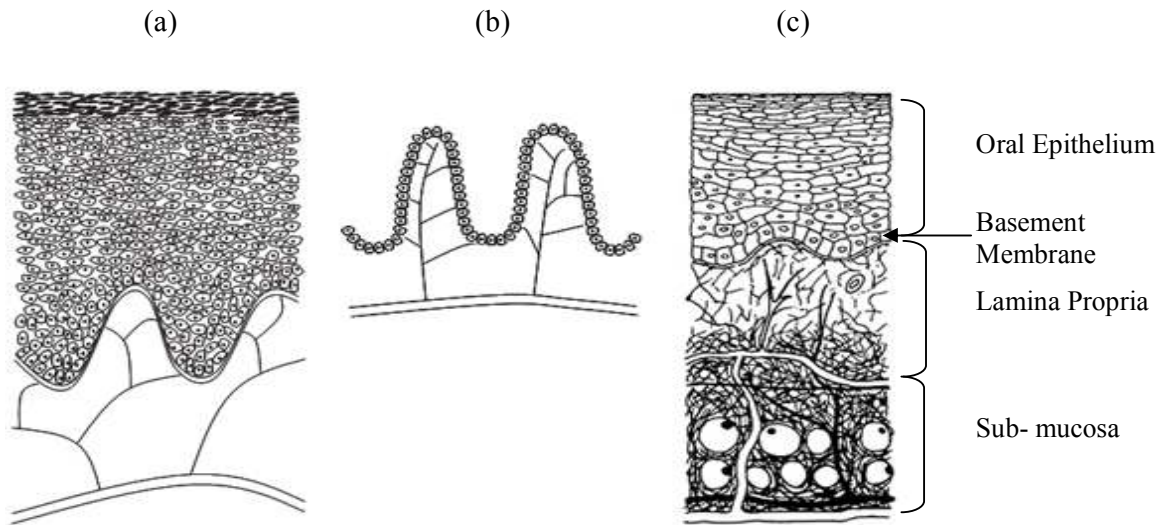 (a)
(b)
(c)
Oral Epithelium
Basement
Membrane
Lamina Propria
Sub- mucosa